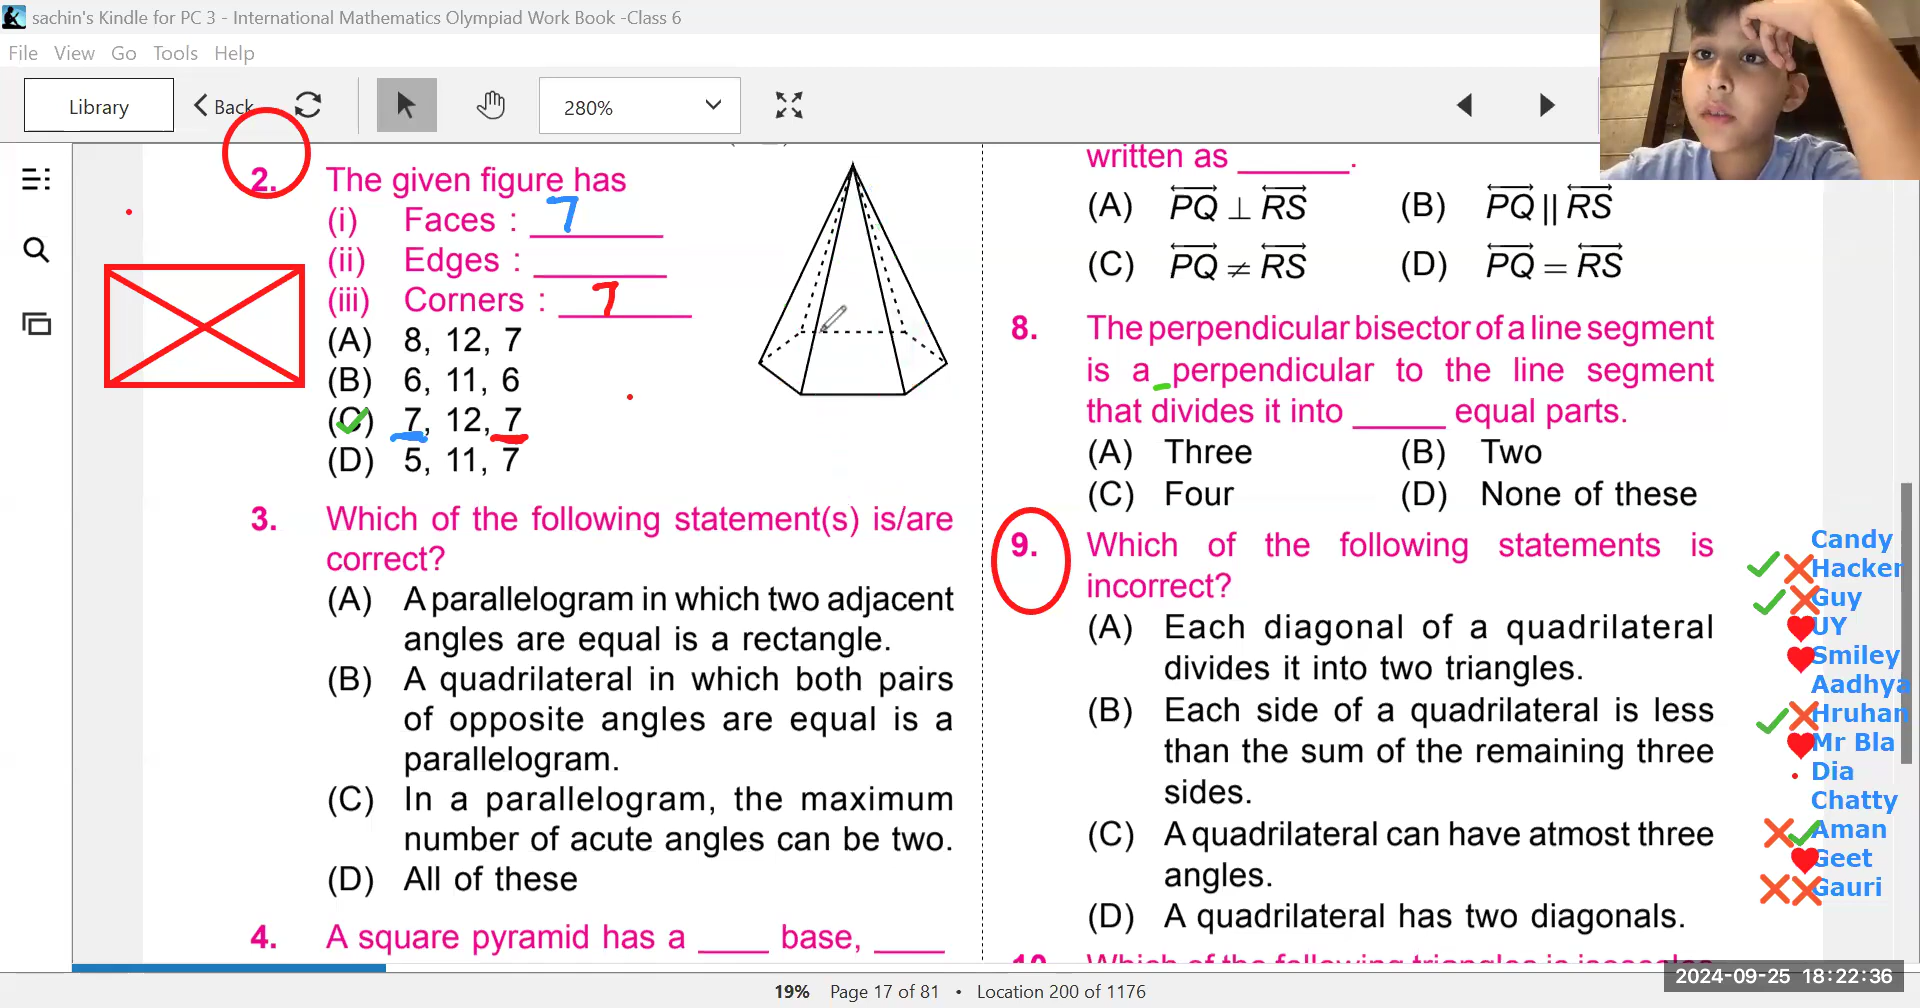 sachin's Kindle for PC 3 - International Mathematics Olympiad Work Book -Class 6
File View Go Tools Help
Library Back 280%
2. The given figure has
(i) Faces : 7
(ii) Edges : ______
(iii) Corners : 7
(A) 8, 12, 7
(B) 6, 11, 6
(C) 7, 12, 7
(D) 5, 11, 7
3. Which of the following statement(s) is/are
correct?
(A) A parallelogram in which two adjacent
angles are equal is a rectangle.
(B) A quadrilateral in which both pairs
of opposite angles are equal is a
parallelogram.
(C) In a parallelogram, the maximum
number of acute angles can be two.
(D) All of these
4. A square pyramid has a ____ base, ____
written as ______.
(A) PQ ⊥ RS (B) PQ || RS
(C) PQ ≠ RS (D) PQ = RS
8. The perpendicular bisector of a line segment
is a perpendicular to the line segment
that divides it into _____ equal parts.
(A) Three (B) Two
(C) Four (D) None of these
9. Which of the following statements is
incorrect?
(A) Each diagonal of a quadrilateral
divides it into two triangles.
(B) Each side of a quadrilateral is less
than the sum of the remaining three
sides.
(C) A quadrilateral can have atmost three
angles.
(D) A quadrilateral has two diagonals.
10. Which of the following triangles is isosceles
Candy
Hacker
Guy
UY
Smiley
Aadhya
Hruhan
Mr Bla
Dia
Chatty
Aman
Geet
Gauri
2024-09-25 18:22:36
19% Page 17 of 81 • Location 200 of 1176